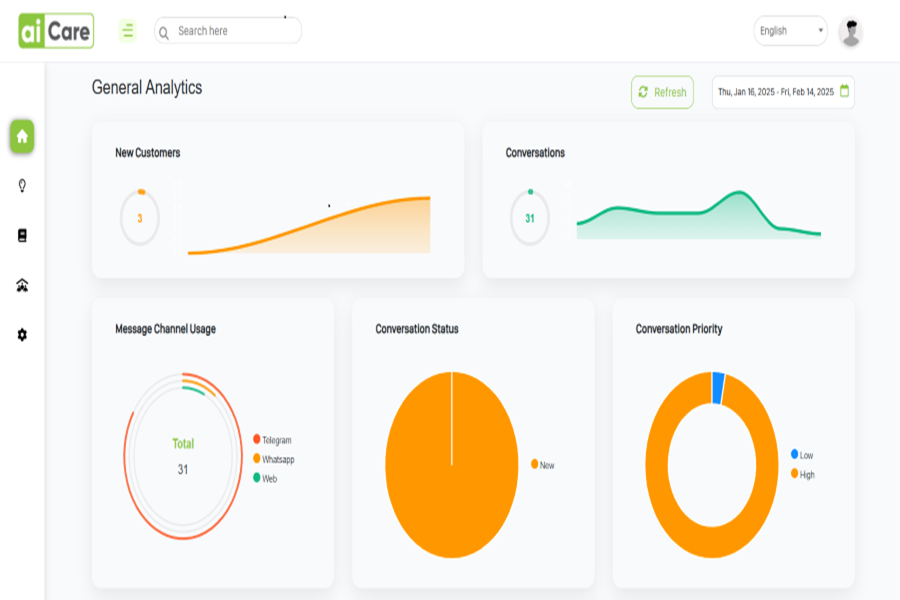 ai Care
Search here
English
General Analytics
Refresh
Thu, Jan 16, 2025 - Fri, Feb 14, 2025
New Customers
3
Conversations
31
Message Channel Usage
Total
31
Telegram
Whatsapp
Web
Conversation Status
New
Conversation Priority
Low
High